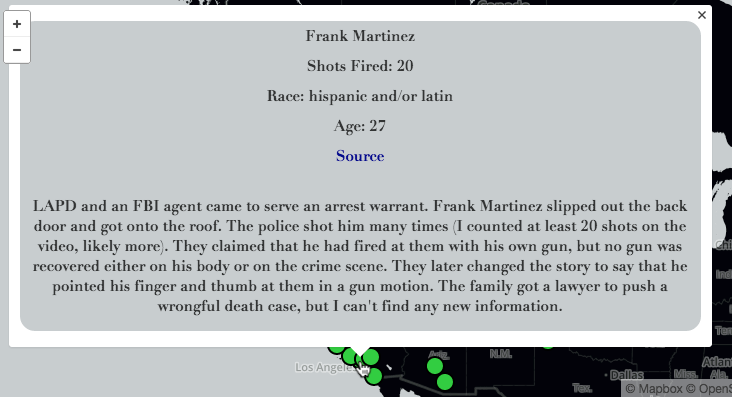 Canada
+
×
−
Frank Martinez
Shots Fired: 20
Race: hispanic and/or latin
Age: 27
Source
LAPD and an FBI agent came to serve an arrest warrant. Frank Martinez slipped out the back
door and got onto the roof. The police shot him many times (I counted at least 20 shots on the
video, likely more). They claimed that he had fired at them with his own gun, but no gun was
recovered either on his body or on the crime scene. They later changed the story to say that he
pointed his finger and thumb at them in a gun motion. The family got a lawyer to push a
wrongful death case, but I can't find any new information.
Ariz.
N.M.
Los Angeles
Dallas
Atlan
Tex.
© Mapbox © OpenS